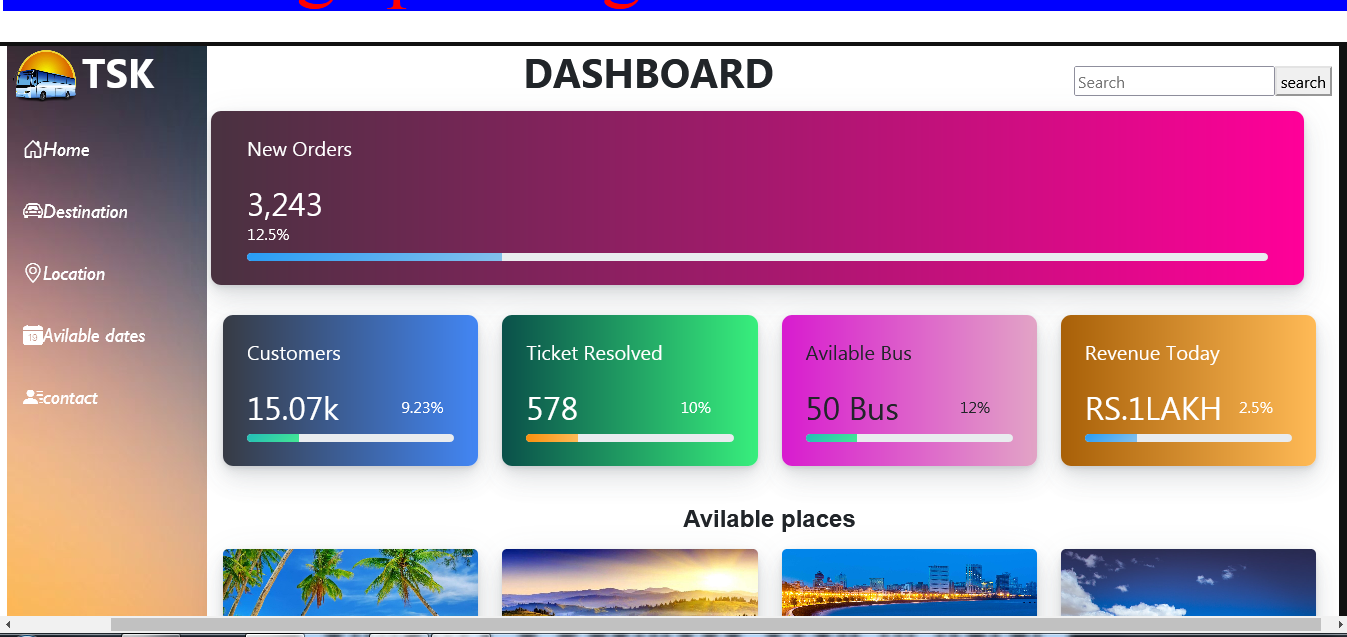 TSK
DASHBOARD
Search
search
Home
Destination
Location
19
Avilable dates
contact
New Orders
3,243
12.5%
Customers
15.07k 9.23%
Ticket Resolved
578 10%
Avilable Bus
50 Bus 12%
Revenue Today
RS.1LAKH 2.5%
Avilable places